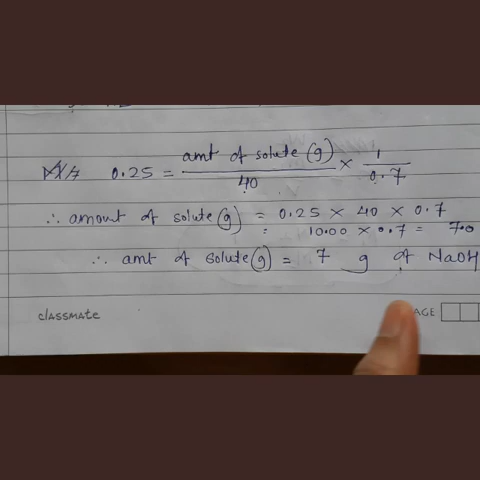 0.25 = amt of solute (g) / 40 × 1 / 0.7
∴ amount of solute (g) = 0.25 × 40 × 0.7
: 10.00 × 0.7 = 7.0
∴ amt of solute (g) = 7 g of NaOH
classmate
AGE